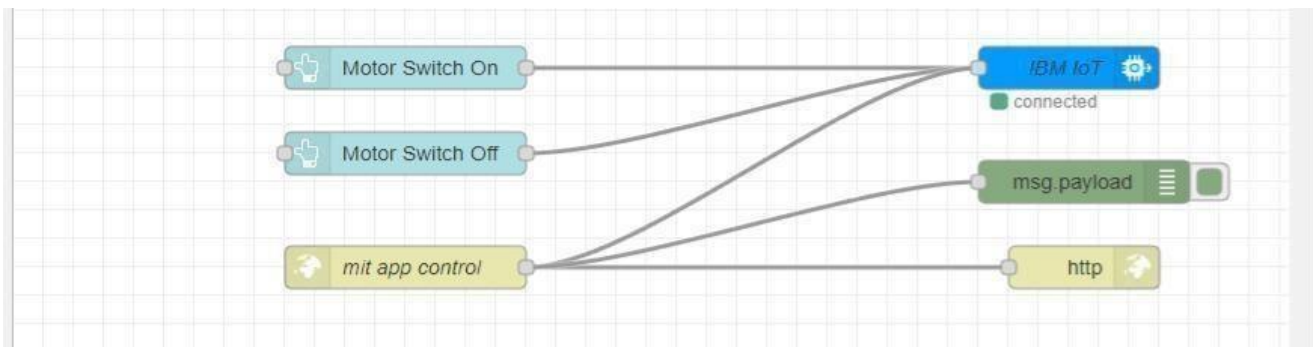 Motor Switch On
IBM IoT
connected
Motor Switch Off
msg.payload
mit app control
http